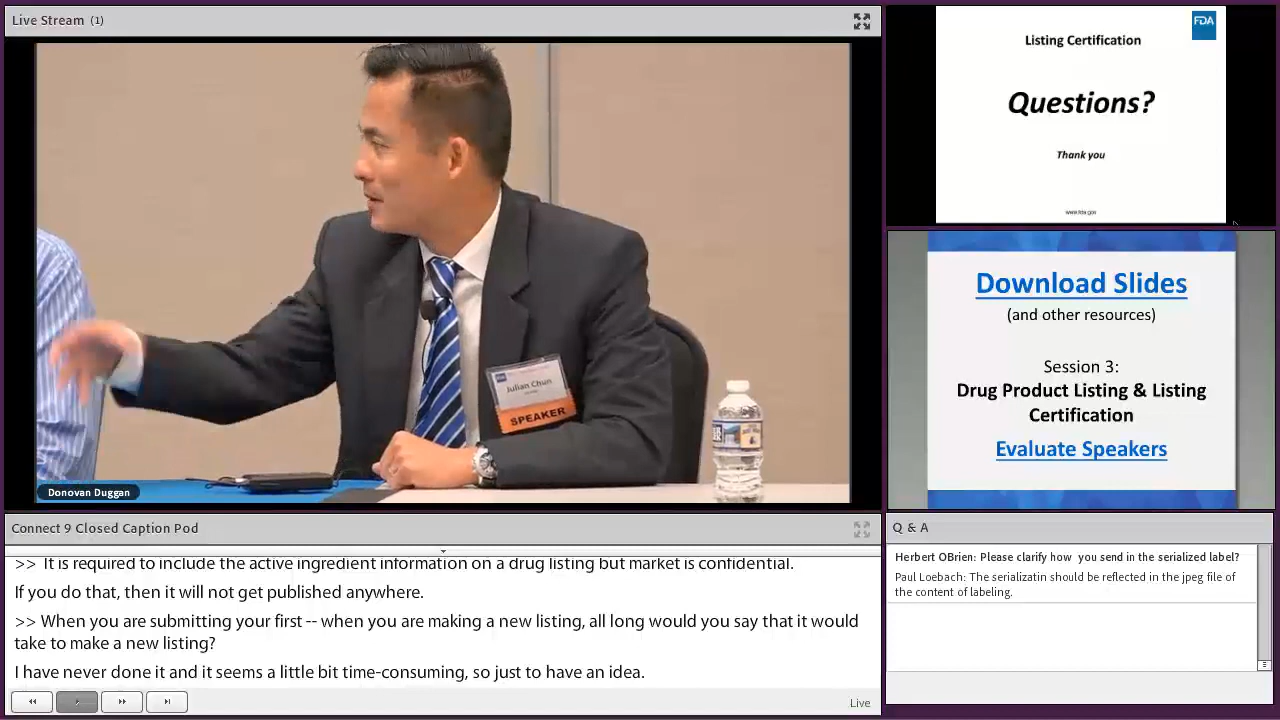 Live Stream (1)
Julian Chun
SPEAKER
Donovan Duggan
FDA
Listing Certification
Questions?
Thank you
www.fda.gov
Download Slides
(and other resources)
Session 3:
Drug Product Listing & Listing
Certification
Evaluate Speakers
Connect 9 Closed Caption Pod
>> It is required to include the active ingredient information on a drug listing but market is confidential.
If you do that, then it will not get published anywhere.
>> When you are submitting your first -- when you are making a new listing, all long would you say that it would
take to make a new listing?
I have never done it and it seems a little bit time-consuming, so just to have an idea.
Live
Q & A
Herbert OBrien: Please clarify how you send in the serialized label?
Paul Loebach: The serializatin should be reflected in the jpeg file of
the content of labeling.